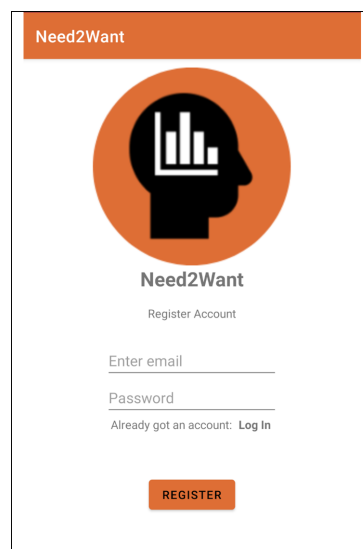 Need2Want
Need2Want
Register Account
Enter email
Password
Already got an account: Log In
REGISTER